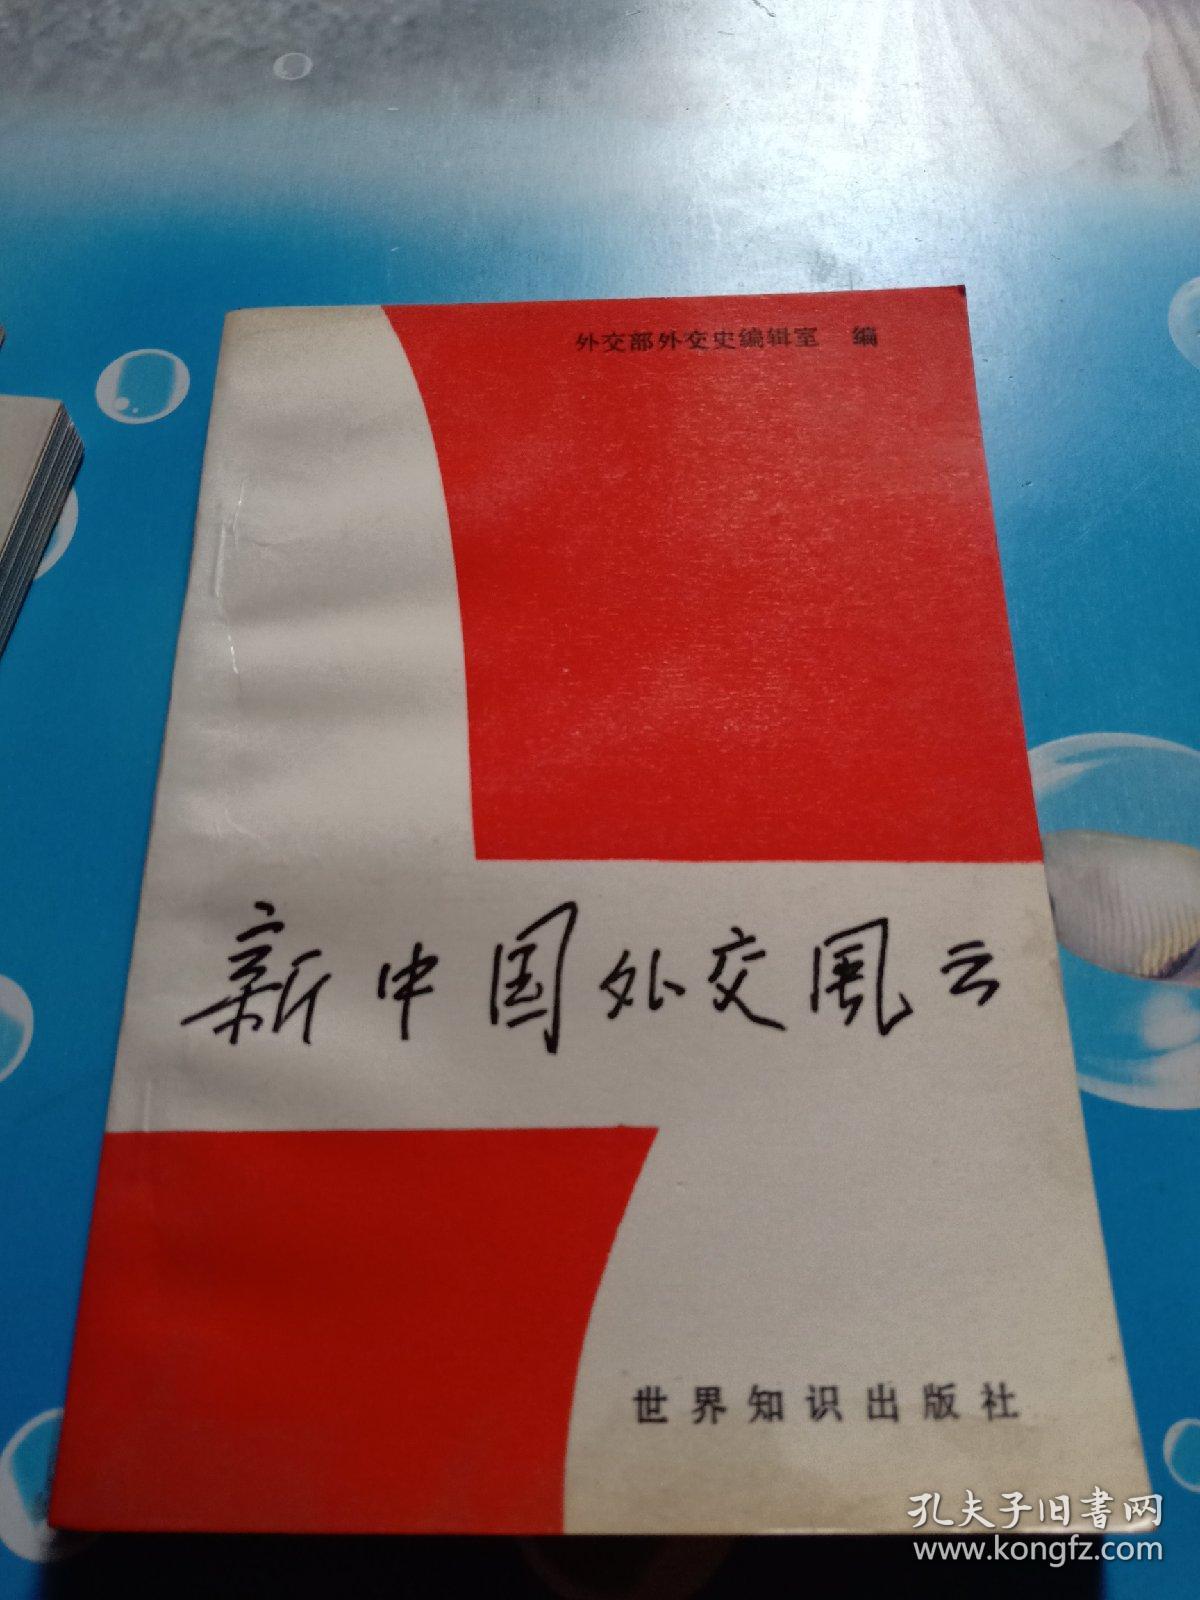 外交部外交史编辑室 编
新中国外交風云
世界知识出版社
孔夫子旧书网
www.kongfz.com